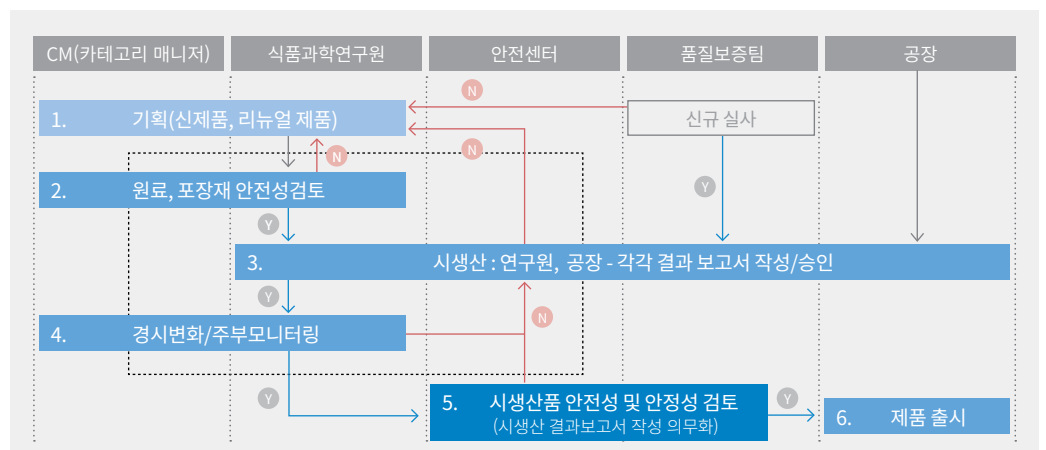 CM(카테고리 매니저)
식품과학연구원
안전센터
품질보증팀
공장
N
1. 기획(신제품, 리뉴얼 제품)
신규 실사
N
N
2. 원료, 포장재 안전성검토
Y
Y
3. 시생산 : 연구원, 공장 - 각각 결과 보고서 작성/승인
Y
N
4. 경시변화/주부모니터링
Y
5. 시생산품 안전성 및 안정성 검토
(시생산 결과보고서 작성 의무화)
Y
6. 제품 출시